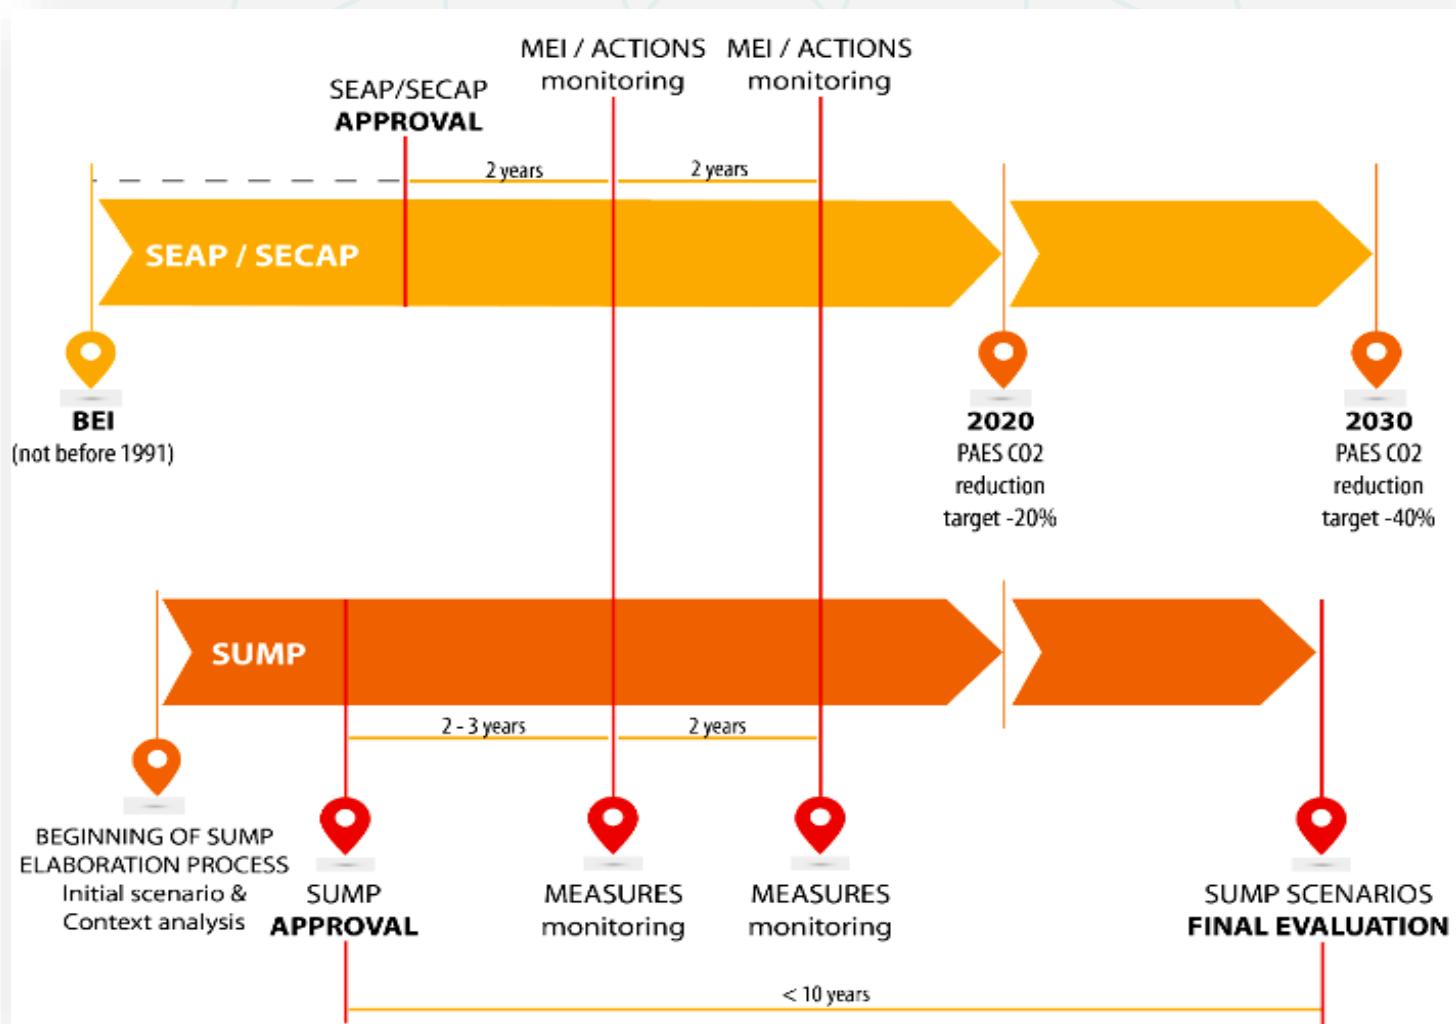 MEI / ACTIONS
monitoring
MEI / ACTIONS
monitoring
SEAP/SECAP
APPROVAL
2 years
2 years
SEAP / SECAP
BEI
(not before 1991)
2020
PAES CO2
reduction
target -20%
2030
PAES CO2
reduction
target -40%
SUMP
2 - 3 years
2 years
BEGINNING OF SUMP
ELABORATION PROCESS
Initial scenario &
Context analysis
SUMP
APPROVAL
MEASURES
monitoring
MEASURES
monitoring
SUMP SCENARIOS
FINAL EVALUATION
< 10 years